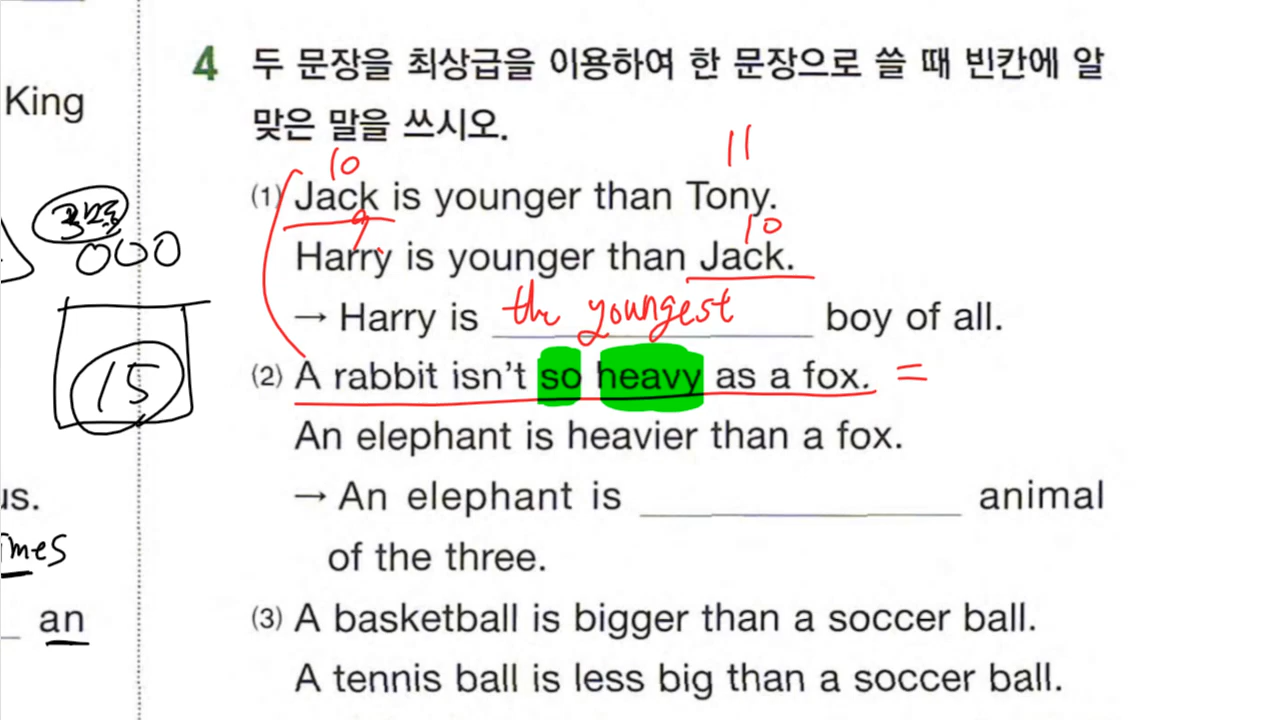 4 두 문장을 최상급을 이용하여 한 문장으로 쓸 때 빈칸에 알
맞은 말을 쓰시오.
King
10
11
(1) Jack is younger than Tony.
9
10
Harry is younger than Jack.
000
→ Harry is the youngest boy of all.
(2) A rabbit isn't so heavy as a fox. =
15
An elephant is heavier than a fox.
→ An elephant is ____ animal
us.
of the three.
mes
(3) A basketball is bigger than a soccer ball.
an
A tennis ball is less big than a soccer ball.